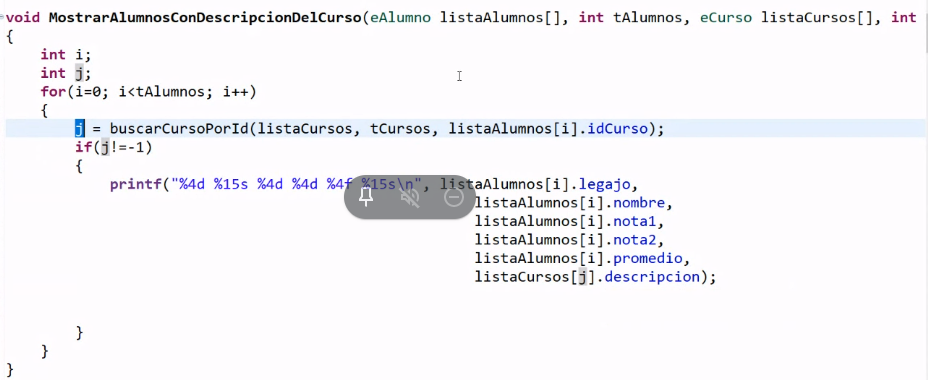 void MostrarAlumnosConDescripcionDelCurso(eAlumno listaAlumnos[], int tAlumnos, eCurso listaCursos[], int
{
int i;
int j;
for(i=0; i<tAlumnos; i++)
{
j = buscarCursoPorId(listaCursos, tCursos, listaAlumnos[i].idCurso);
if(j!=-1)
{
printf("%4d %15s %4d %4d %4f %15s\n", listaAlumnos[i].legajo,
listaAlumnos[i].nombre,
listaAlumnos[i].nota1,
listaAlumnos[i].nota2,
listaAlumnos[i].promedio,
listaCursos[j].descripcion);
}
}
}